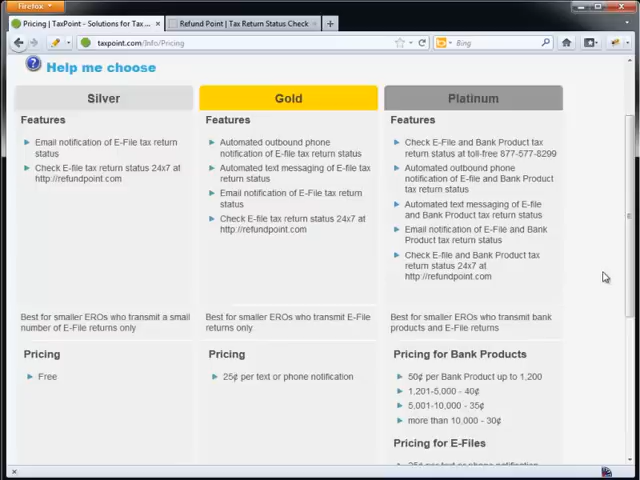 Firefox
Pricing | TaxPoint - Solutions for Tax ...
Refund Point | Tax Return Status Check
taxpoint.com/Info/Pricing
Bing
Help me choose
Silver
Gold
Platinum
Features
Email notification of E-File tax return
status
Check E-file tax return status 24x7 at
http://refundpoint.com
Best for smaller EROs who transmit a small
number of E-File returns only
Pricing
Free
Features
Automated outbound phone
notification of E-file tax return status
Automated text messaging of E-file tax
return status
Email notification of E-File tax return
status
Check E-file tax return status 24x7 at
http://refundpoint.com
Best for smaller EROs who transmit E-File
returns only
Pricing
25¢ per text or phone notification
Features
Check E-File and Bank Product tax
return status at toll-free 877-577-8299
Automated outbound phone
notification of E-file and Bank Product
tax return status
Automated text messaging of E-file
and Bank Product tax return status
Email notification of E-File and Bank
Product tax return status
Check E-file and Bank Product tax
return status 24x7 at
http://refundpoint.com
Best for smaller EROs who transmit bank
products and E-File returns
Pricing for Bank Products
50¢ per Bank Product up to 1,200
1,201-5,000 - 40¢
5,001-10,000 - 35¢
more than 10,000 - 30¢
Pricing for E-Files
25¢ per text or phone notification